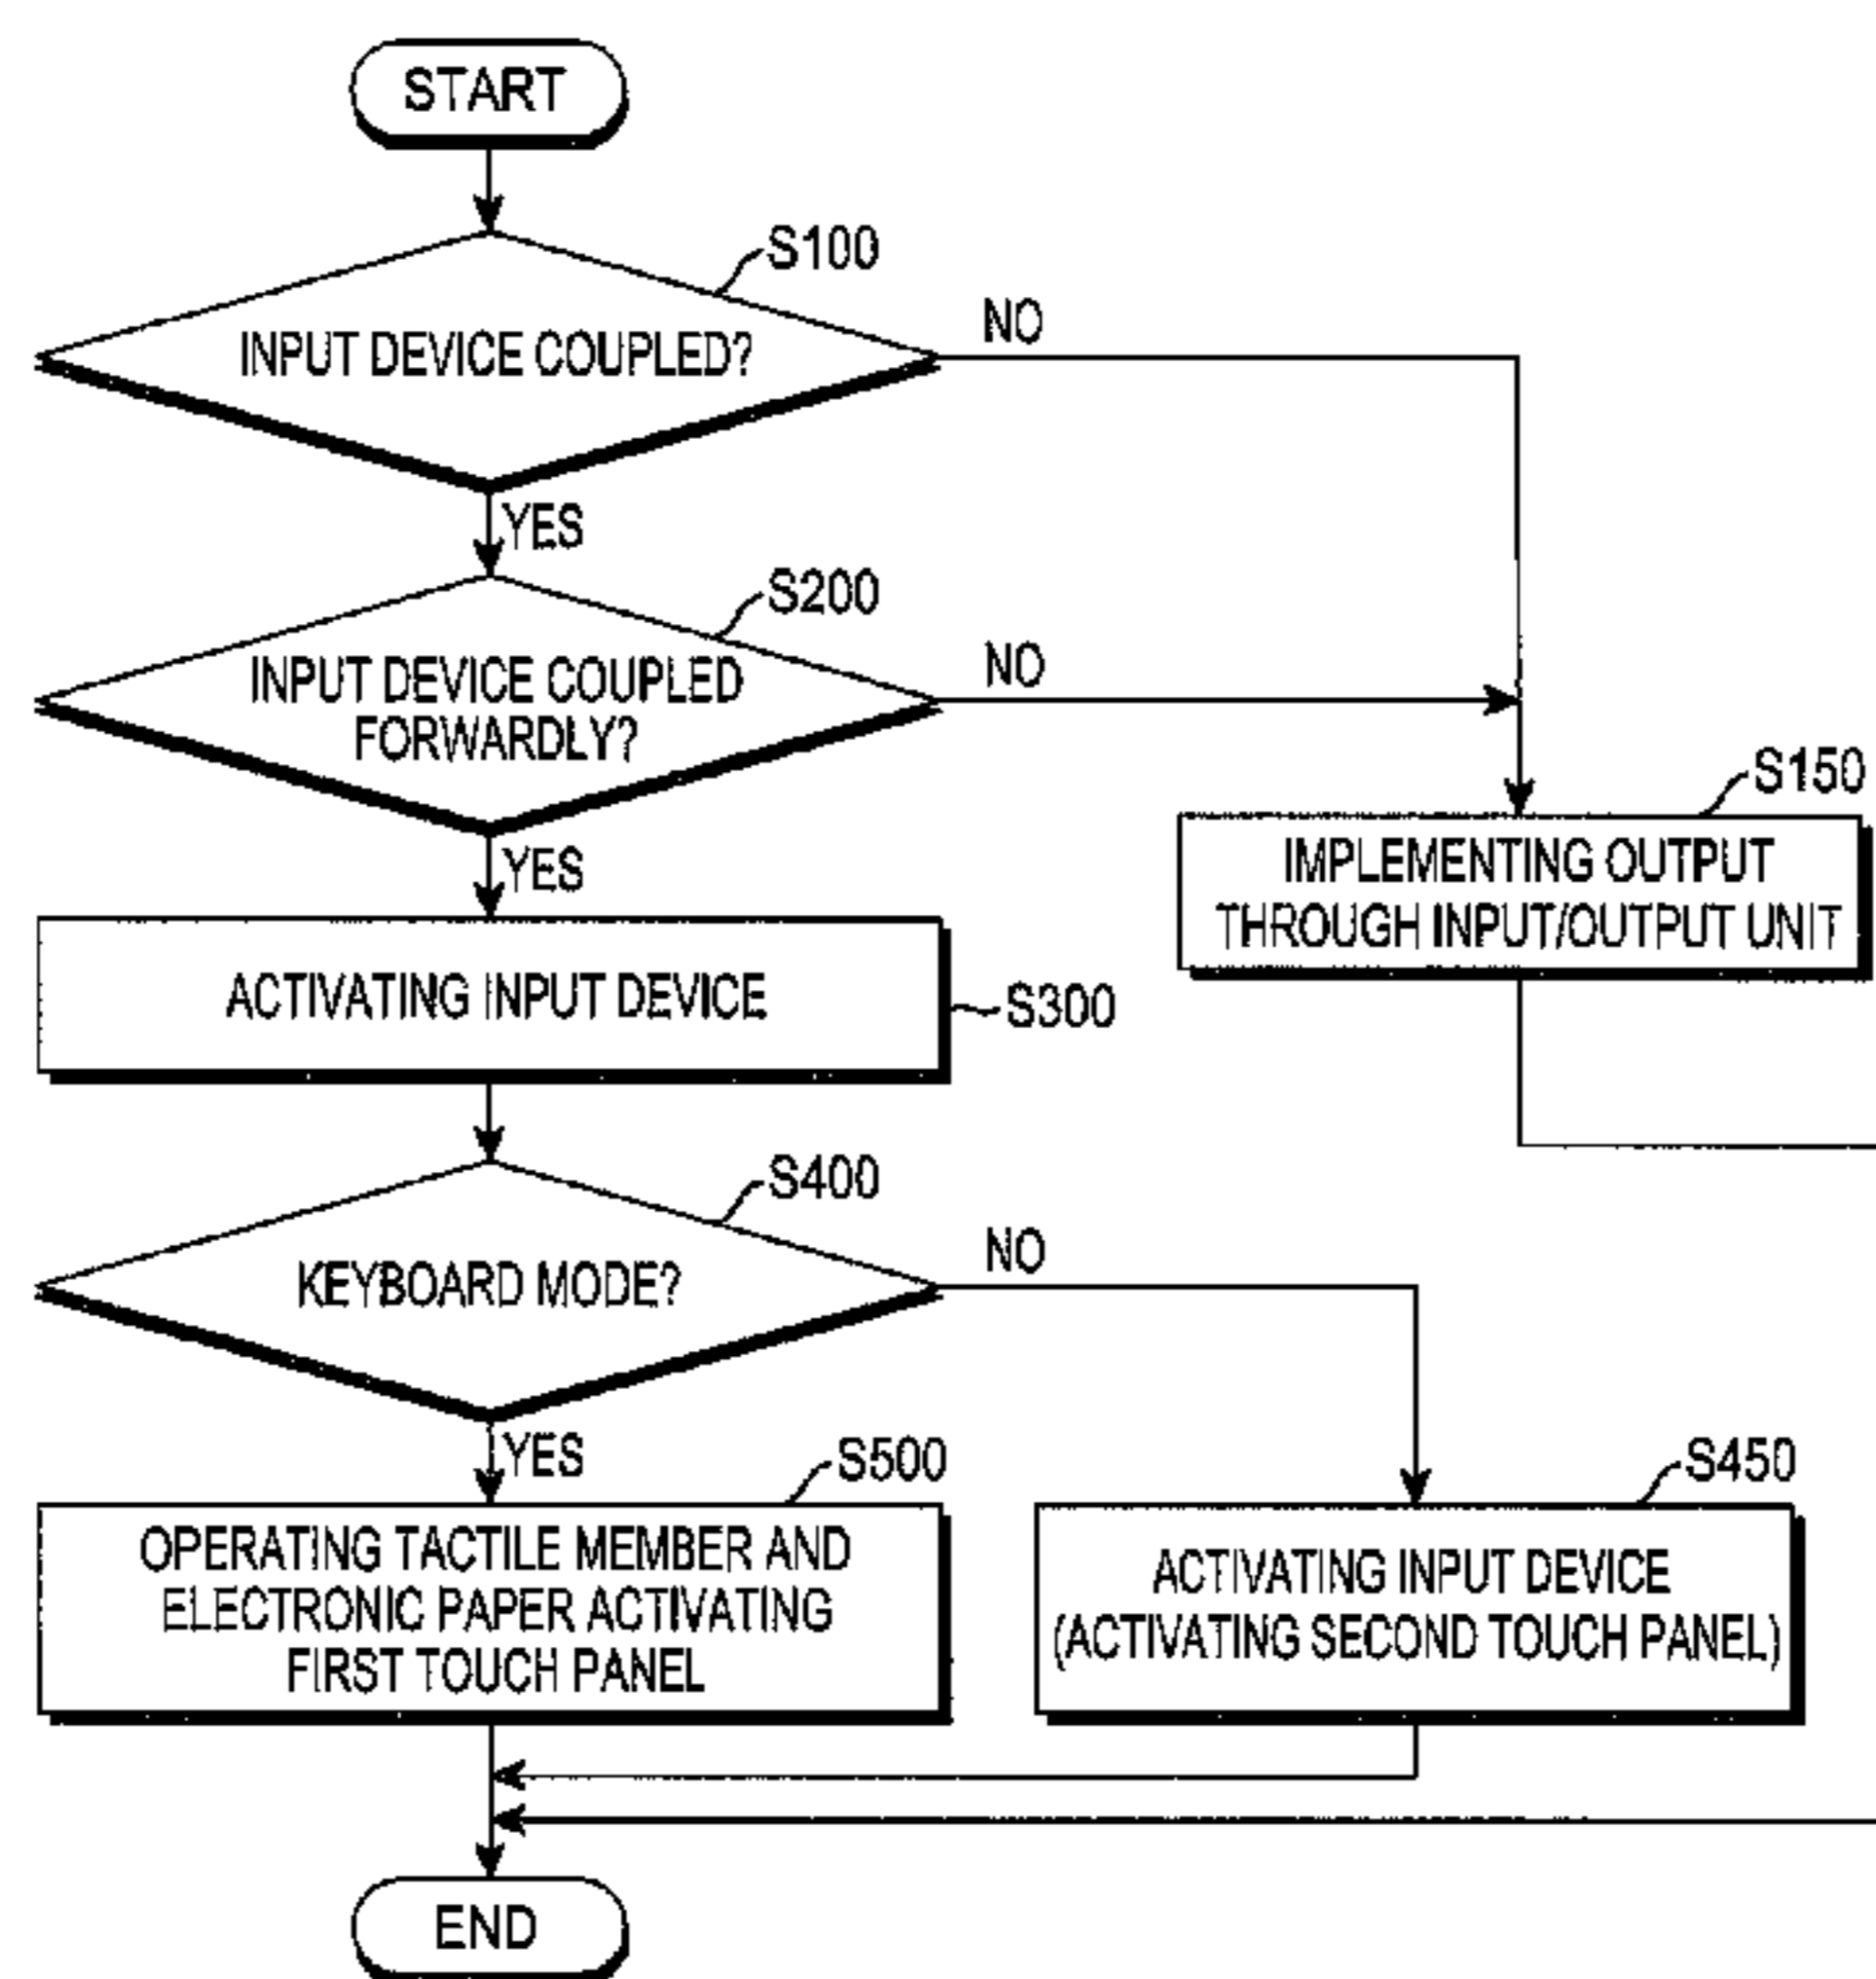 START
S100
INPUT DEVICE COUPLED?
NO
YES
S200
INPUT DEVICE COUPLED
FORWARDLY?
NO
YES
S150
IMPLEMENTING OUTPUT
THROUGH INPUT/OUTPUT UNIT
ACTIVATING INPUT DEVICE
S300
S400
KEYBOARD MODE?
NO
YES
S500
OPERATING TACTILE MEMBER AND
ELECTRONIC PAPER ACTIVATING
FIRST TOUCH PANEL
S450
ACTIVATING INPUT DEVICE
(ACTIVATING SECOND TOUCH PANEL)
END